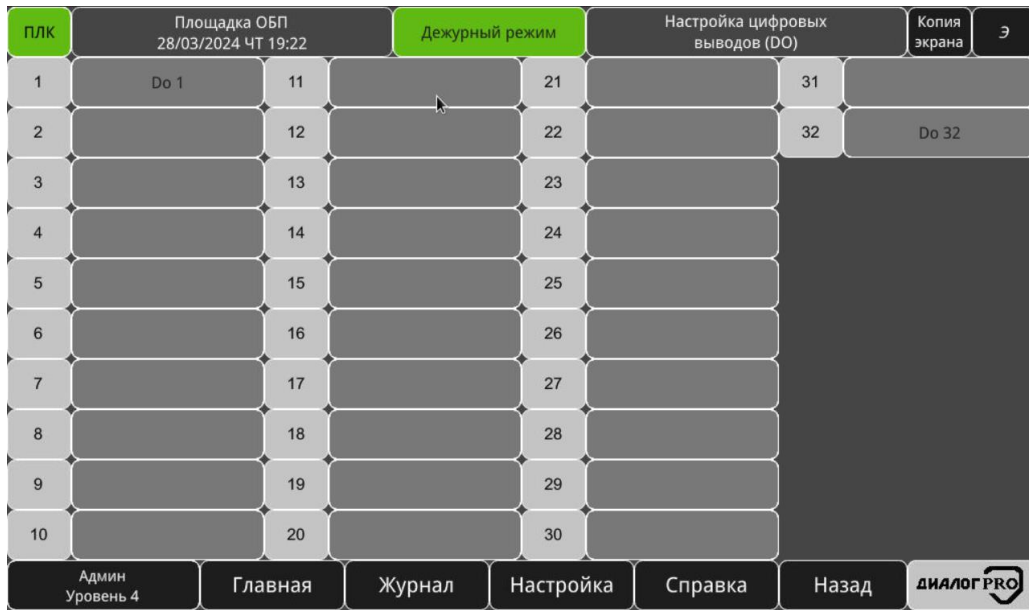 ПЛК
Площадка ОБП
28/03/2024 ЧТ 19:22
Дежурный режим
Настройка цифровых
выводов (DO)
Копия
экрана
Э
1 Do 1 11 21 31
2 12 22 32 Do 32
3 13 23
4 14 24
5 15 25
6 16 26
7 17 27
8 18 28
9 19 29
10 20 30
Админ
Уровень 4
Главная
Журнал
Настройка
Справка
Назад
ДИАЛОГ PRO